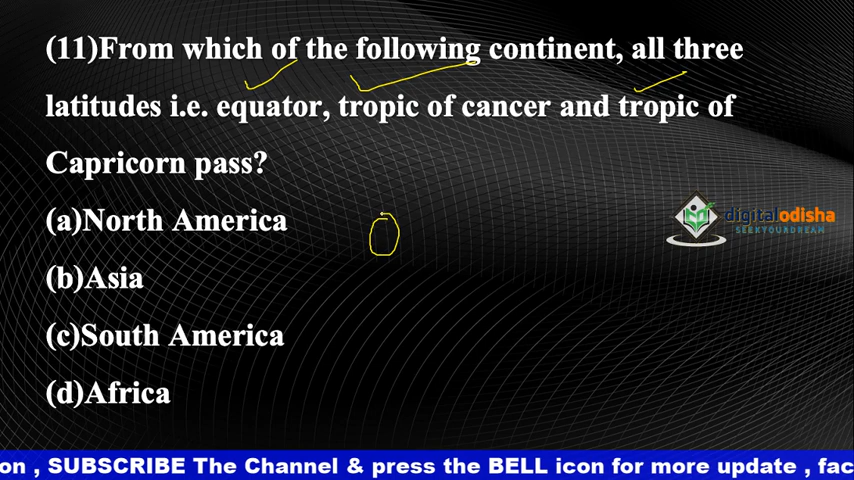 (11)From which of the following continent, all three
latitudes i.e. equator, tropic of cancer and tropic of
Capricorn pass?
(a)North America
digitalodisha
SEEKYOURDREAM
(b)Asia
(c)South America
(d)Africa
on , SUBSCRIBE The Channel & press the BELL icon for more update , fac